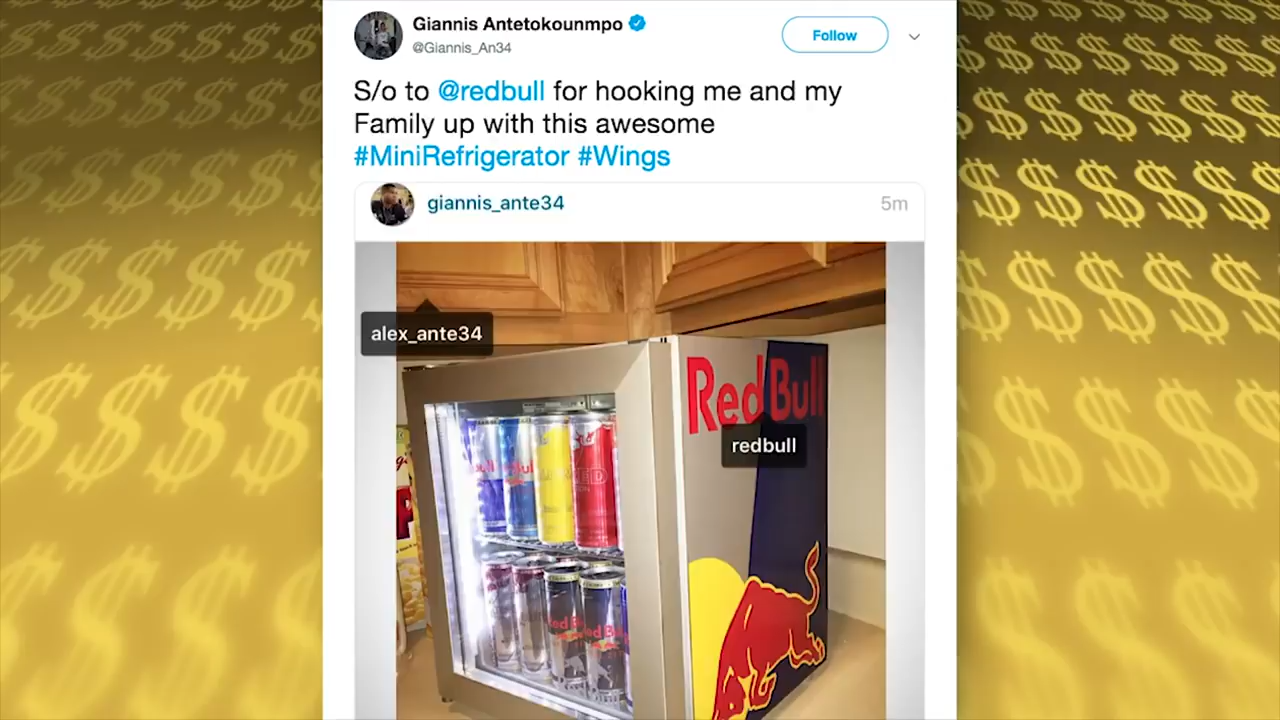 Giannis Antetokounmpo
@Giannis_An34
Follow
S/o to @redbull for hooking me and my
Family up with this awesome
#MiniRefrigerator #Wings
giannis_ante34
5m
alex_ante34
Red Bull
redbull